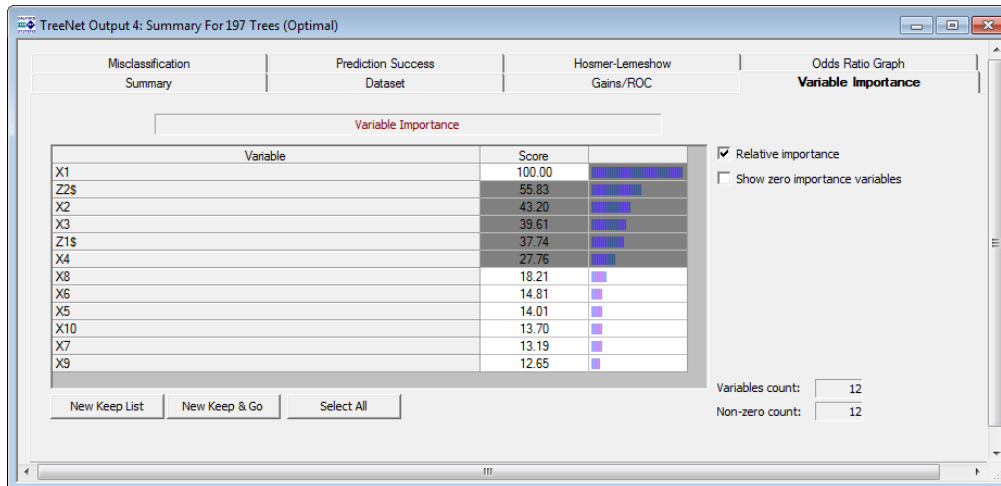 TreeNet Output 4: Summary For 197 Trees (Optimal)
Misclassification Prediction Success Hosmer-Lemeshow Odds Ratio Graph
Summary Dataset Gains/ROC Variable Importance
Variable Importance
Variable Score
X1 100.00
Z2$ 55.83
X2 43.20
X3 39.61
Z1$ 37.74
X4 27.76
X8 18.21
X6 14.81
X5 14.01
X10 13.70
X7 13.19
X9 12.65
Relative importance
Show zero importance variables
Variables count: 12
Non-zero count: 12
New Keep List New Keep & Go Select All